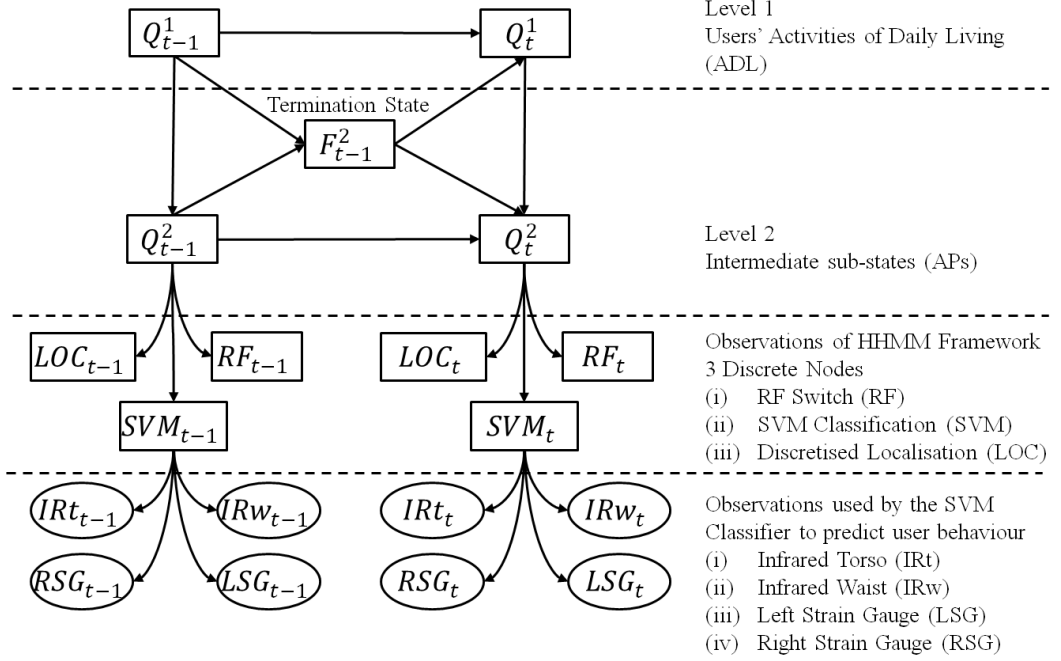 Q^1_{t−1}
Q^1_t
Level 1
Users' Activities of Daily Living
(ADL)
Termination State
F^2_{t−1}
Q^2_{t−1}
Q^2_t
Level 2
Intermediate sub-states (APs)
LOC_{t−1}
RF_{t−1}
LOC_t
RF_t
SVM_{t−1}
SVM_t
Observations of HHMM Framework
3 Discrete Nodes
(i) RF Switch (RF)
(ii) SVM Classification (SVM)
(iii) Discretised Localisation (LOC)
IRt_{t−1}
IRw_{t−1}
IRt_t
IRw_t
RSG_{t−1}
LSG_{t−1}
RSG_t
LSG_t
Observations used by the SVM
Classifier to predict user behaviour
(i) Infrared Torso (IRt)
(ii) Infrared Waist (IRw)
(iii) Left Strain Gauge (LSG)
(iv) Right Strain Gauge (RSG)